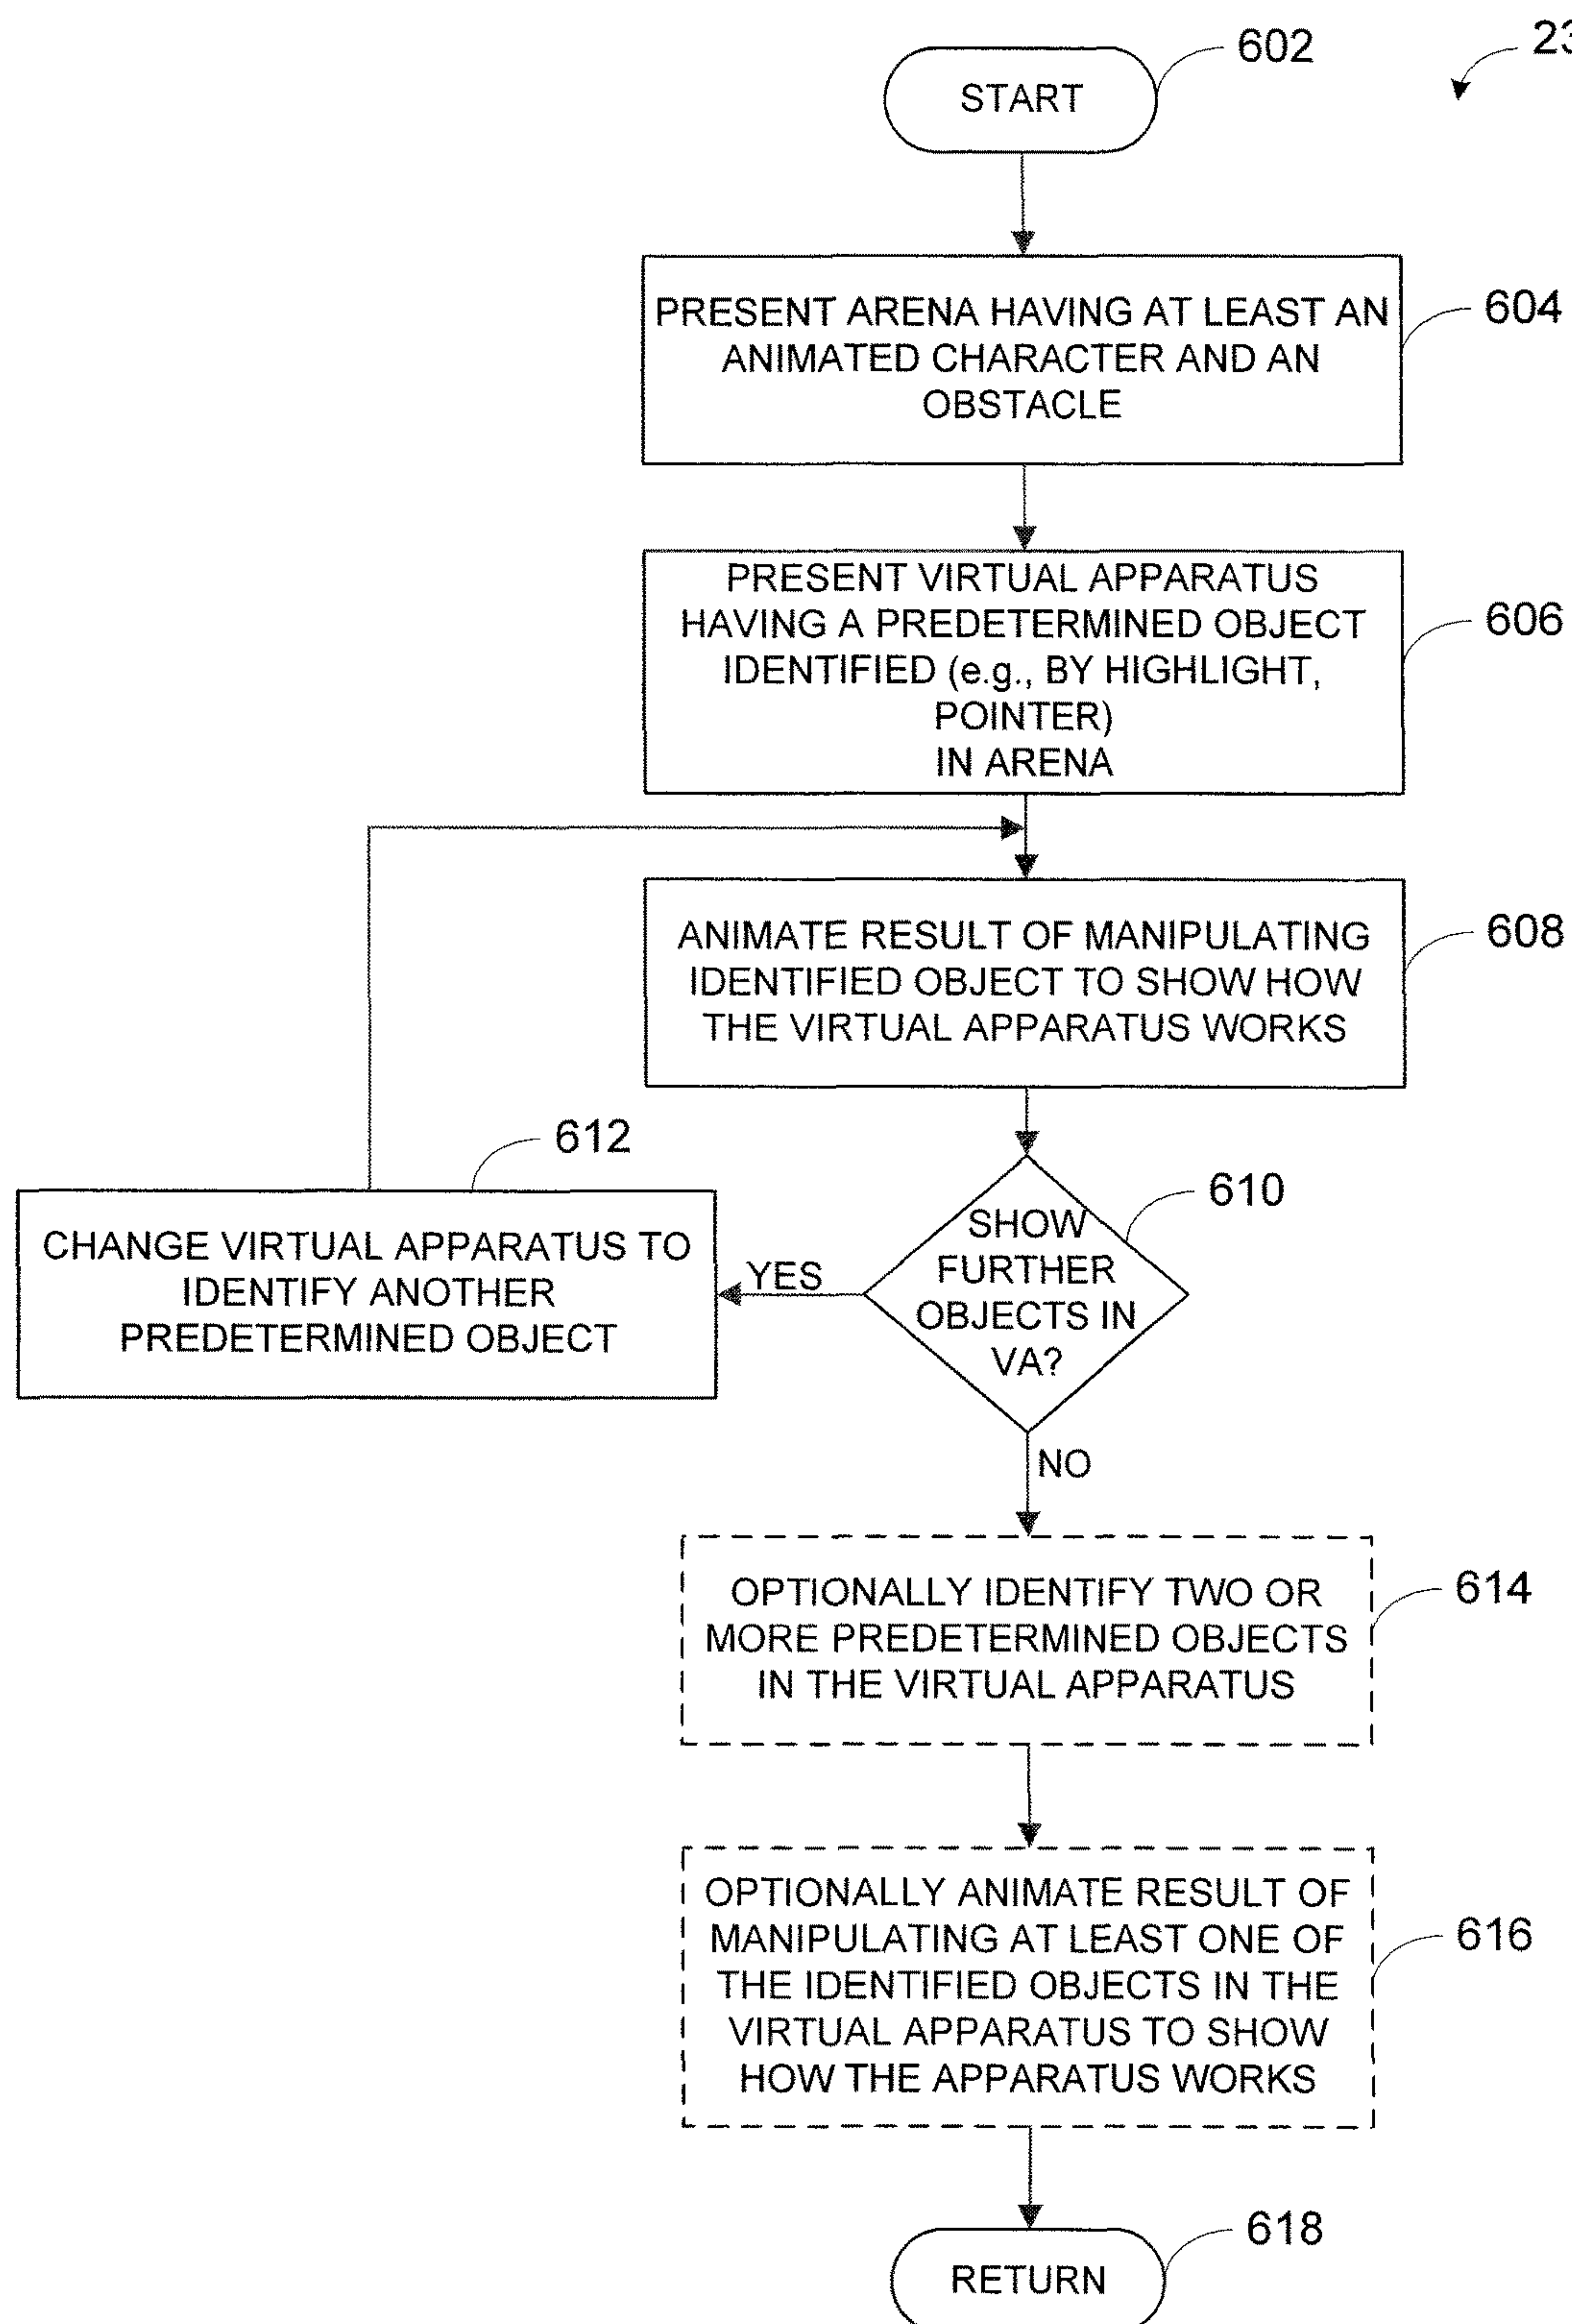 602
23
START
PRESENT ARENA HAVING AT LEAST AN
ANIMATED CHARACTER AND AN
OBSTACLE
604
PRESENT VIRTUAL APPARATUS
HAVING A PREDETERMINED OBJECT
IDENTIFIED (e.g., BY HIGHLIGHT,
POINTER)
IN ARENA
606
ANIMATE RESULT OF MANIPULATING
IDENTIFIED OBJECT TO SHOW HOW
THE VIRTUAL APPARATUS WORKS
608
612
CHANGE VIRTUAL APPARATUS TO
IDENTIFY ANOTHER
PREDETERMINED OBJECT
YES
610
SHOW
FURTHER
OBJECTS IN
VA?
NO
OPTIONALLY IDENTIFY TWO OR
MORE PREDETERMINED OBJECTS
IN THE VIRTUAL APPARATUS
614
OPTIONALLY ANIMATE RESULT OF
MANIPULATING AT LEAST ONE OF
THE IDENTIFIED OBJECTS IN THE
VIRTUAL APPARATUS TO SHOW
HOW THE APPARATUS WORKS
616
618
RETURN